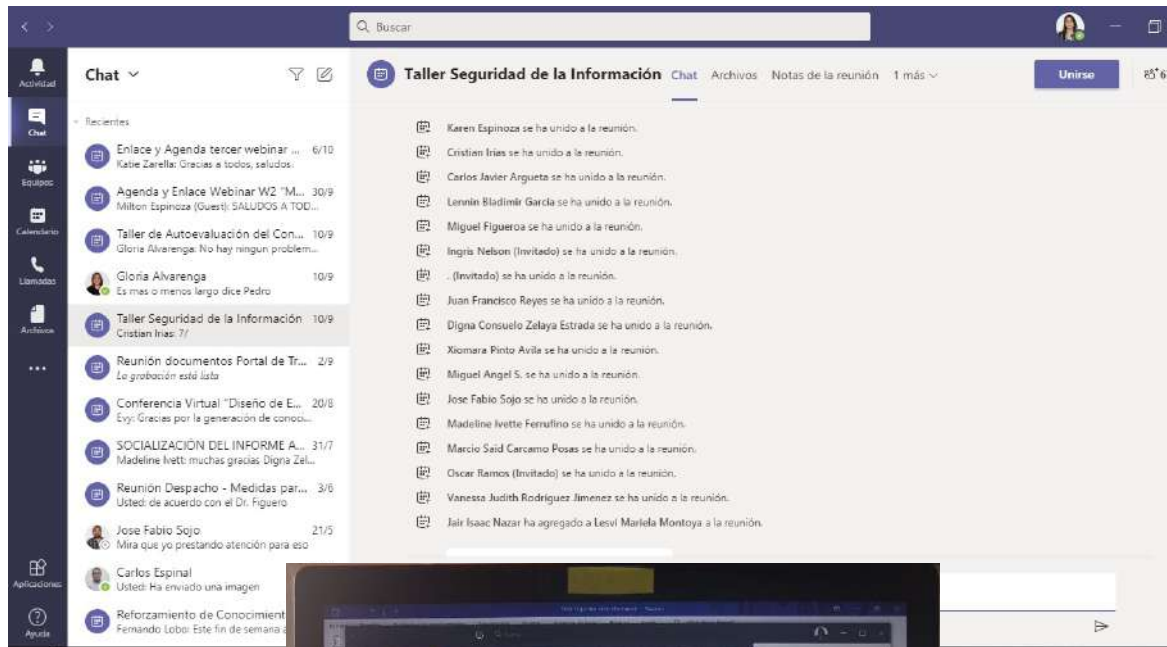 Buscar
Actividad
Chat
Equipos
Calendario
Llamadas
Archivos
Aplicaciones
Ayuda
Chat
Recientes
Enlace y Agenda tercer webinar ... 6/10
Katie Zarella: Gracias a todos, saludos.
Agenda y Enlace Webinar W2 "M... 30/9
Milton Espinoza (Guest): SALUDOS A TOD...
Taller de Autoevaluación del Con... 10/9
Gloria Alvarenga: No hay ningun problem...
Gloria Alvarenga 10/9
Es mas o menos largo dice Pedro
Taller Seguridad de la Información 10/9
Cristian Irias: 7/
Reunión documentos Portal de Tr... 2/9
La grabación está lista
Conferencia Virtual "Diseño de E... 20/8
Evy: Gracias por la generación de conoci...
SOCIALIZACIÓN DEL INFORME A... 31/7
Madeline Ivett: muchas gracias Digna Zel...
Reunión Despacho - Medidas par... 3/6
Usted: de acuerdo con el Dr. Figuero
Jose Fabio Sojo 21/5
Mira que yo prestando atención para eso
Carlos Espinal
Usted: Ha enviado una imagen
Reforzamiento de Conocimient
Fernando Lobo: Este fin de semana a
Taller Seguridad de la Información Chat Archivos Notas de la reunión 1 más Unirse 6
Karen Espinoza se ha unido a la reunión.
Cristian Irias se ha unido a la reunión.
Carlos Javier Argueta se ha unido a la reunión.
Lennin Bladimir Garcia se ha unido a la reunión.
Miguel Figueroa se ha unido a la reunión.
Ingris Nelson (Invitado) se ha unido a la reunión.
. (Invitado) se ha unido a la reunión.
Juan Francisco Reyes se ha unido a la reunión.
Digna Consuelo Zelaya Estrada se ha unido a la reunión.
Xiomara Pinto Avila se ha unido a la reunión.
Miguel Angel S. se ha unido a la reunión.
Jose Fabio Sojo se ha unido a la reunión.
Madeline Ivette Ferrufino se ha unido a la reunión.
Marcio Said Carcamo Posas se ha unido a la reunión.
Oscar Ramos (Invitado) se ha unido a la reunión.
Vanessa Judith Rodriguez Jimenez se ha unido a la reunión.
Jair Isaac Nazar ha agregado a Lesvi Mariela Montoya a la reunión.